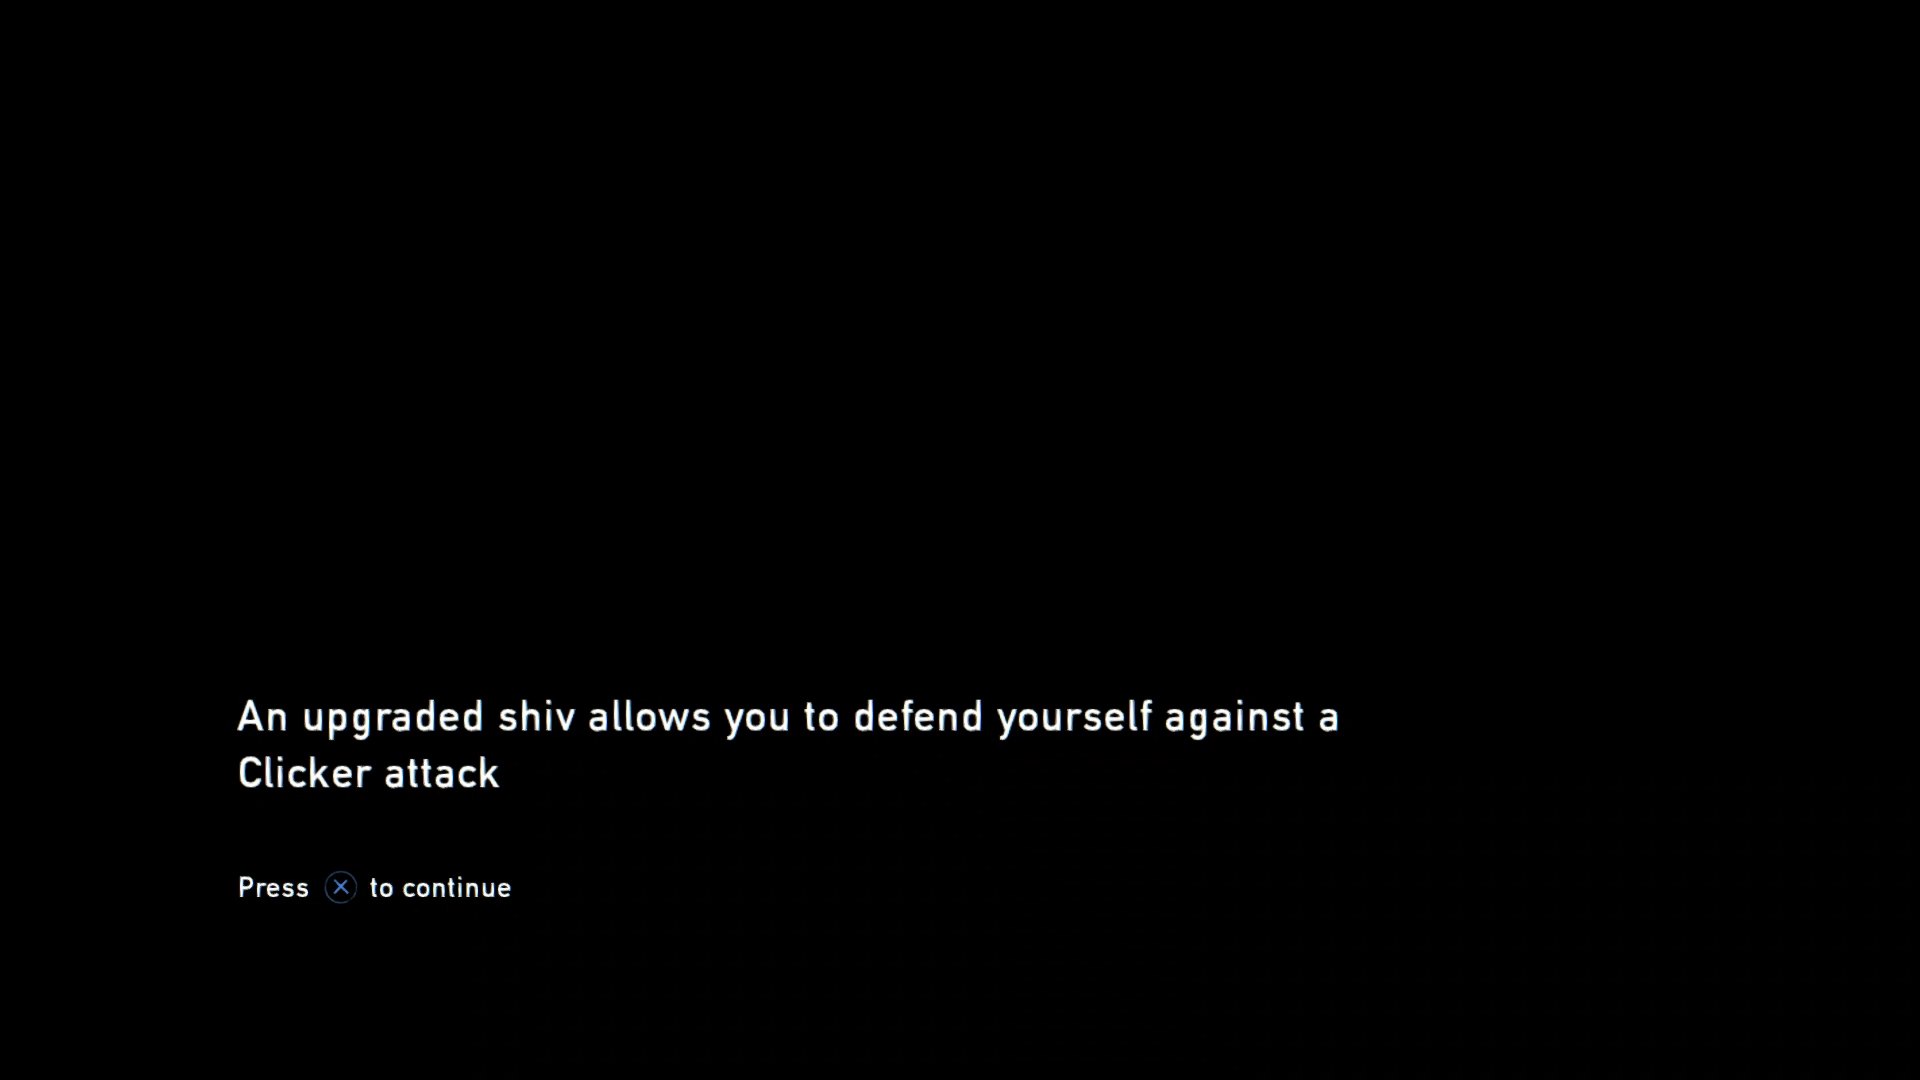 An upgraded shiv allows you to defend yourself against a
Clicker attack
Press ⓧ to continue